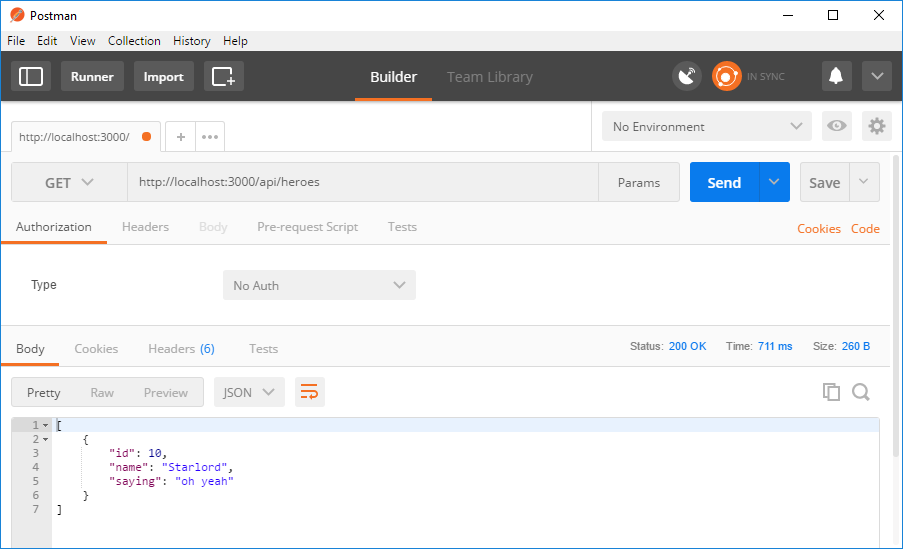 Postman
File Edit View Collection History Help
Runner Import Builder Team Library IN SYNC
http://localhost:3000/ + ••• No Environment
GET http://localhost:3000/api/heroes Params Send Save
Authorization Headers Body Pre-request Script Tests Cookies Code
Type No Auth
Body Cookies Headers (6) Tests Status: 200 OK Time: 711 ms Size: 260 B
Pretty Raw Preview JSON
1 [
2 {
3 "id": 10,
4 "name": "Starlord",
5 "saying": "oh yeah"
6 }
7 ]